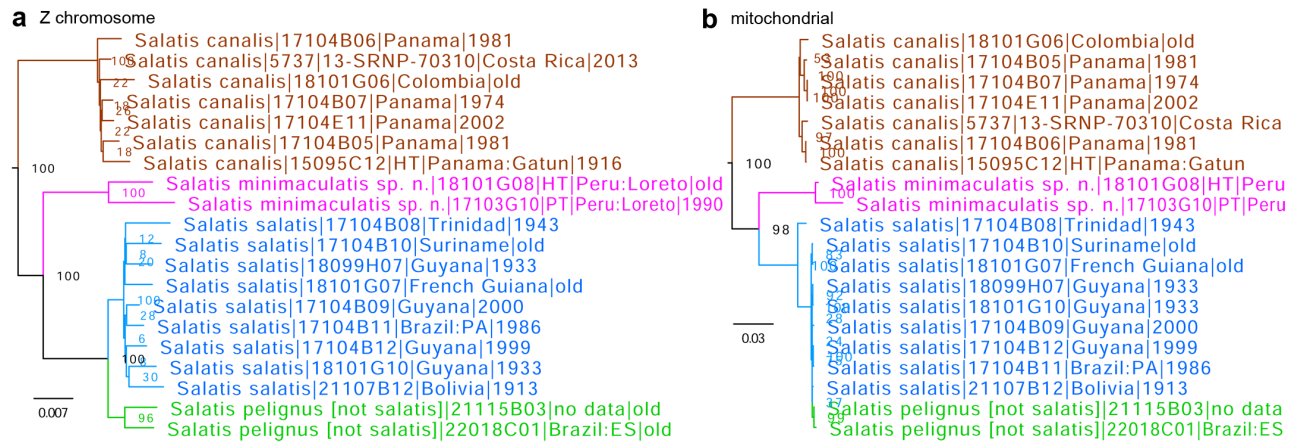 a Z chromosome
Salatis canalis|17104B06|Panama|1981
Salatis canalis|5737|13-SRNP-70310|Costa Rica|2013
Salatis canalis|18101G06|Colombia|old
Salatis canalis|17104B07|Panama|1974
Salatis canalis|17104E11|Panama|2002
Salatis canalis|17104B05|Panama|1981
Salatis canalis|15095C12|HT|Panama:Gatun|1916
Salatis minimaculatis sp. n.|18101G08|HT|Peru:Loreto|old
Salatis minimaculatis sp. n.|17103G10|PT|Peru:Loreto|1990
Salatis salatis|17104B08|Trinidad|1943
Salatis salatis|17104B10|Suriname|old
Salatis salatis|18099H07|Guyana|1933
Salatis salatis|18101G07|French Guiana|old
Salatis salatis|17104B09|Guyana|2000
Salatis salatis|17104B11|Brazil:PA|1986
Salatis salatis|17104B12|Guyana|1999
Salatis salatis|18101G10|Guyana|1933
Salatis salatis|21107B12|Bolivia|1913
Salatis pelignus [not salatis]|21115B03|no data|old
Salatis pelignus [not salatis]|22018C01|Brazil:ES|old
100
22
22
18
100
100
100
12
8
20
100
28
6
100
30
96
0.007
b mitochondrial
Salatis canalis|18101G06|Colombia|old
Salatis canalis|17104B05|Panama|1981
Salatis canalis|17104B07|Panama|1974
Salatis canalis|17104E11|Panama|2002
Salatis canalis|5737|13-SRNP-70310|Costa Rica
Salatis canalis|17104B06|Panama|1981
Salatis canalis|15095C12|HT|Panama:Gatun
Salatis minimaculatis sp. n.|18101G08|HT|Peru
Salatis minimaculatis sp. n.|17103G10|PT|Peru
Salatis salatis|17104B08|Trinidad|1943
Salatis salatis|17104B10|Suriname|old
Salatis salatis|18101G07|French Guiana|old
Salatis salatis|18099H07|Guyana|1933
Salatis salatis|18101G10|Guyana|1933
Salatis salatis|17104B09|Guyana|2000
Salatis salatis|17104B12|Guyana|1999
Salatis salatis|17104B11|Brazil:PA|1986
Salatis salatis|21107B12|Bolivia|1913
Salatis pelignus [not salatis]|21115B03|no data
Salatis pelignus [not salatis]|22018C01|Brazil:ES
100
100
97
100
100
100
98
0.03